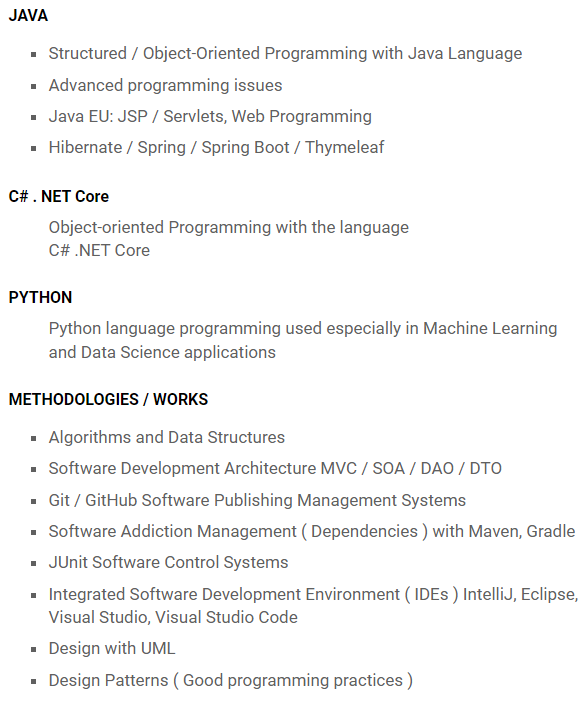 JAVA
▪ Structured / Object-Oriented Programming with Java Language
▪ Advanced programming issues
▪ Java EU: JSP / Servlets, Web Programming
▪ Hibernate / Spring / Spring Boot / Thymeleaf
C# . NET Core
Object-oriented Programming with the language
C# .NET Core
PYTHON
Python language programming used especially in Machine Learning
and Data Science applications
METHODOLOGIES / WORKS
▪ Algorithms and Data Structures
▪ Software Development Architecture MVC / SOA / DAO / DTO
▪ Git / GitHub Software Publishing Management Systems
▪ Software Addiction Management ( Dependencies ) with Maven, Gradle
▪ JUnit Software Control Systems
▪ Integrated Software Development Environment ( IDEs ) IntelliJ, Eclipse,
Visual Studio, Visual Studio Code
▪ Design with UML
▪ Design Patterns ( Good programming practices )